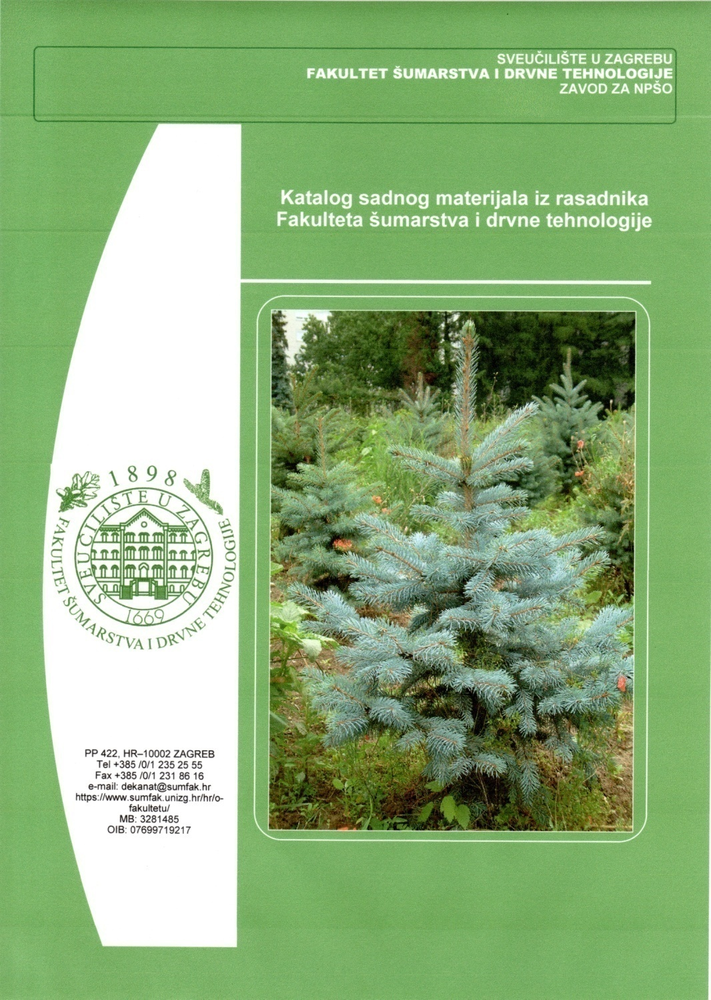 SVEUČILIŠTE U ZAGREBU
FAKULTET ŠUMARSTVA I DRVNE TEHNOLOGIJE
ZAVOD ZA NPŠO
Katalog sadnog materijala iz rasadnika
Fakulteta šumarstva i drvne tehnologije
1898
SVEUČILIŠTE U ZAGREBU
1669
FAKULTET ŠUMARSTVA I DRVNE TEHNOLOGIJE
PP 422, HR–10002 ZAGREB
Tel +385 /0/1 235 25 55
Fax +385 /0/1 231 86 16
e-mail: dekanat@sumfak.hr
https://www.sumfak.unizg.hr/hr/o-
fakultetu/
MB: 3281485
OIB: 07699719217